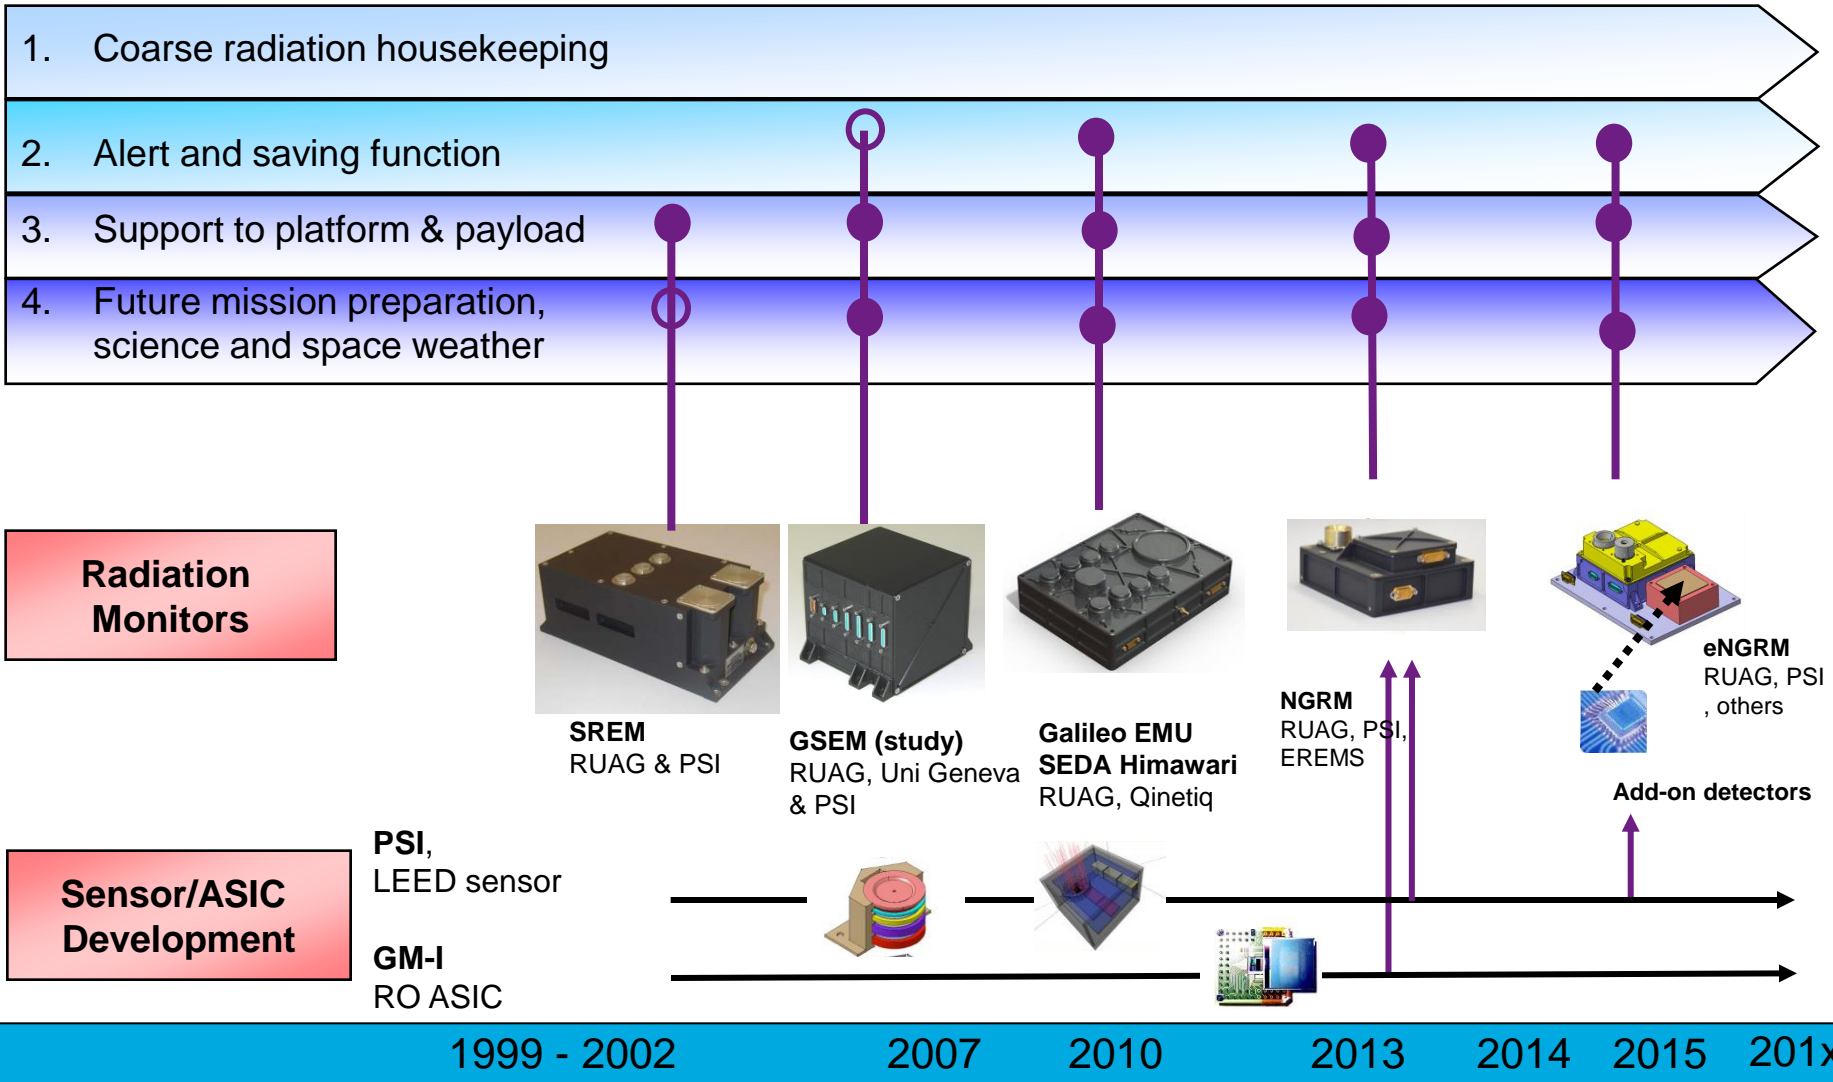 1. Coarse radiation housekeeping
2. Alert and saving function
3. Support to platform & payload
4. Future mission preparation,
science and space weather
Radiation
Monitors
SREM
RUAG & PSI
GSEM (study)
RUAG, Uni Geneva
& PSI
Galileo EMU
SEDA Himawari
RUAG, Qinetiq
NGRM
RUAG, PSI,
EREMS
eNGRM
RUAG, PSI
, others
Add-on detectors
Sensor/ASIC
Development
PSI,
LEED sensor
GM-I
RO ASIC
1999 - 2002 2007 2010 2013 2014 2015 201x